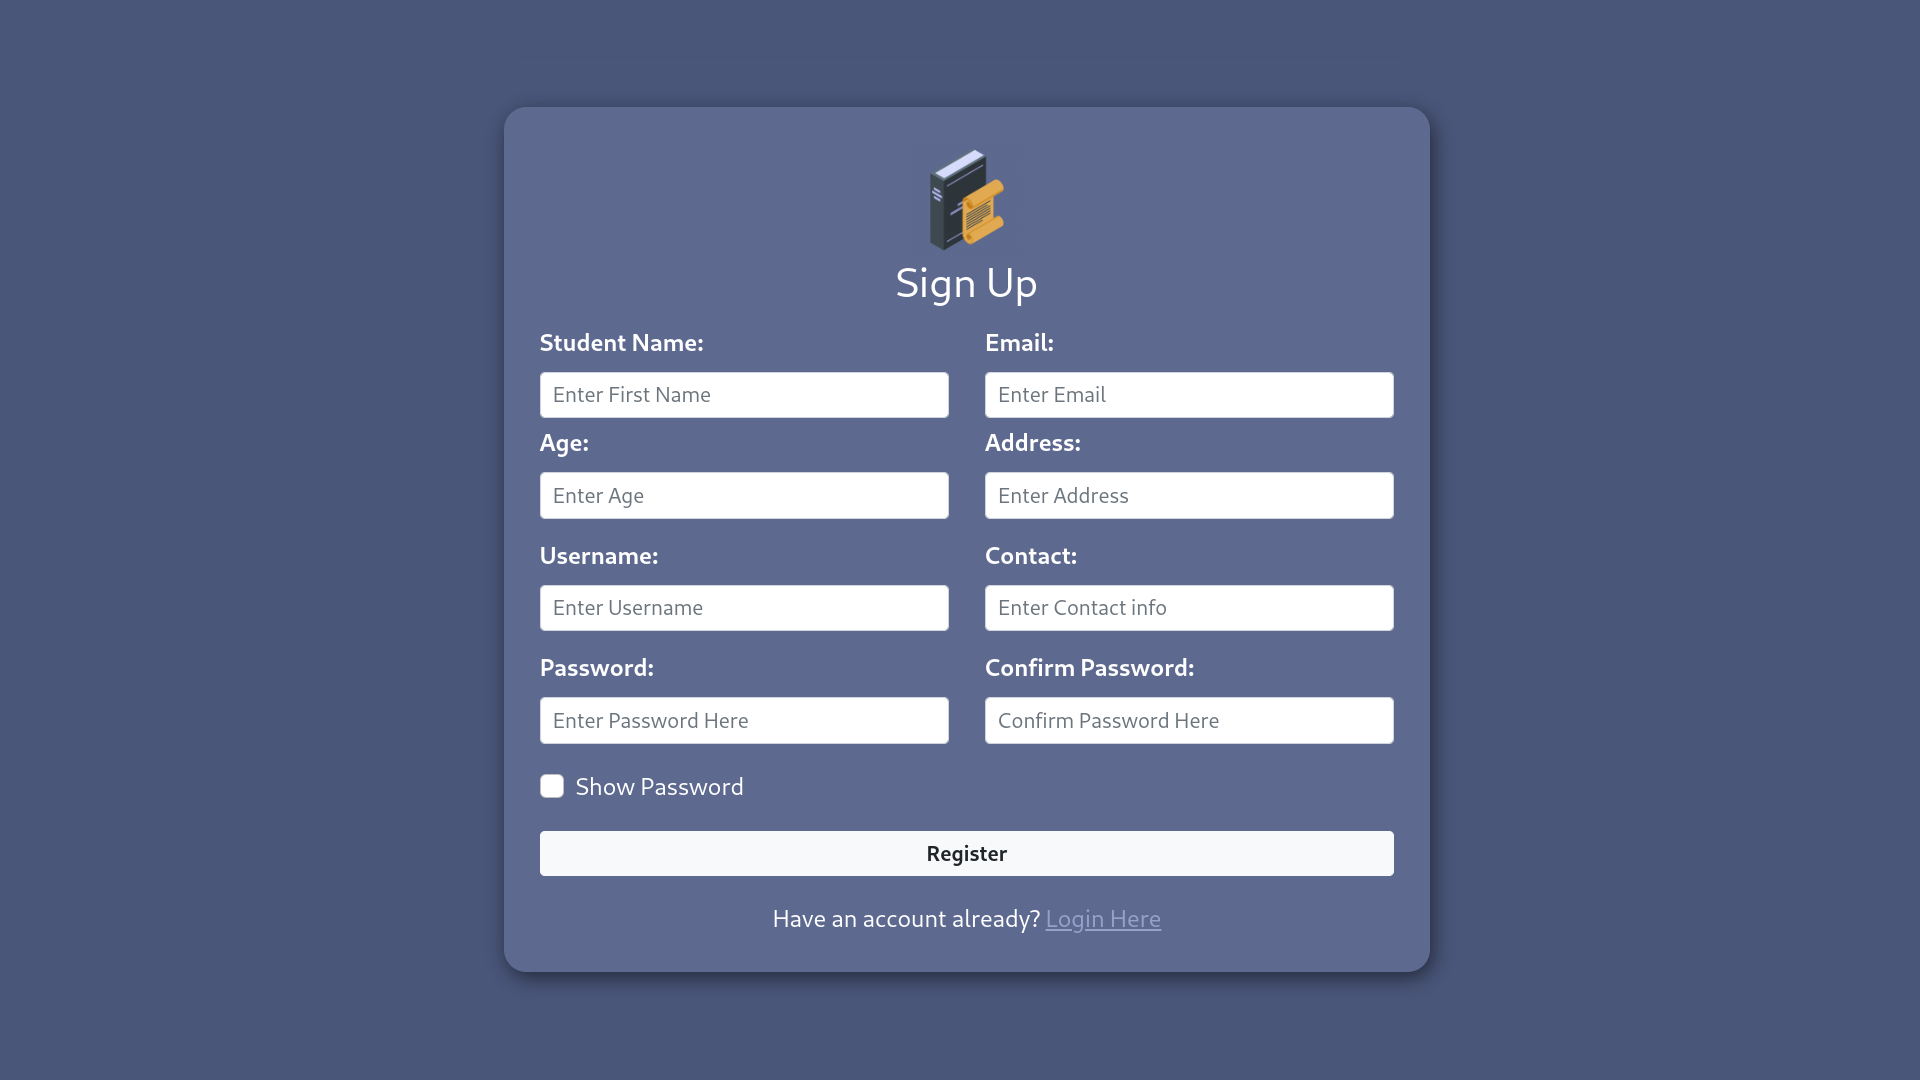 Sign Up
Student Name:
Email:
Enter First Name
Enter Email
Age:
Address:
Enter Age
Enter Address
Username:
Contact:
Enter Username
Enter Contact info
Password:
Confirm Password:
Enter Password Here
Confirm Password Here
Show Password
Register
Have an account already? Login Here